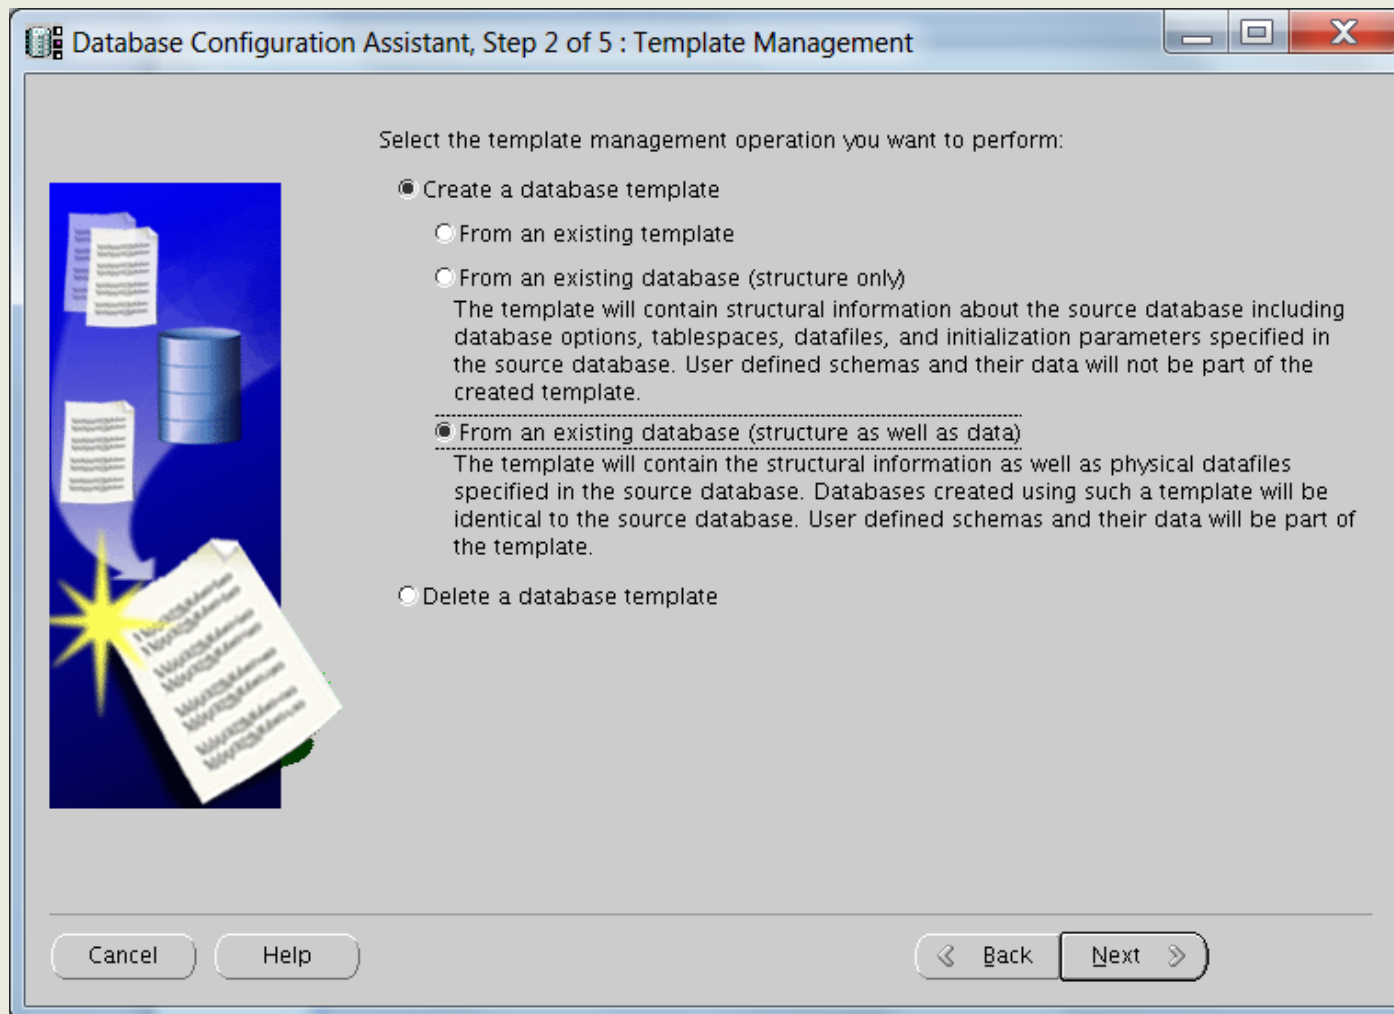 Database Configuration Assistant, Step 2 of 5 : Template Management
Select the template management operation you want to perform:
Create a database template
From an existing template
From an existing database (structure only)
The template will contain structural information about the source database including
database options, tablespaces, datafiles, and initialization parameters specified in
the source database. User defined schemas and their data will not be part of the
created template.
From an existing database (structure as well as data)
The template will contain the structural information as well as physical datafiles
specified in the source database. Databases created using such a template will be
identical to the source database. User defined schemas and their data will be part of
the template.
Delete a database template
Cancel
Help
Back
Next